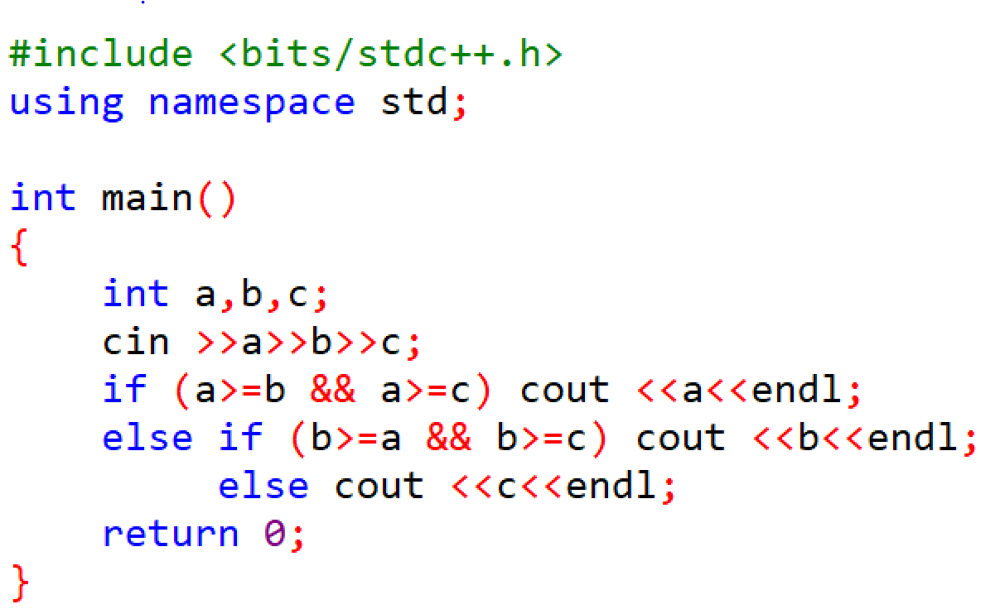 #include <bits/stdc++.h>
using namespace std;
int main()
{
int a,b,c;
cin >>a>>b>>c;
if (a>=b && a>=c) cout <<a<<endl;
else if (b>=a && b>=c) cout <<b<<endl;
else cout <<c<<endl;
return 0;
}